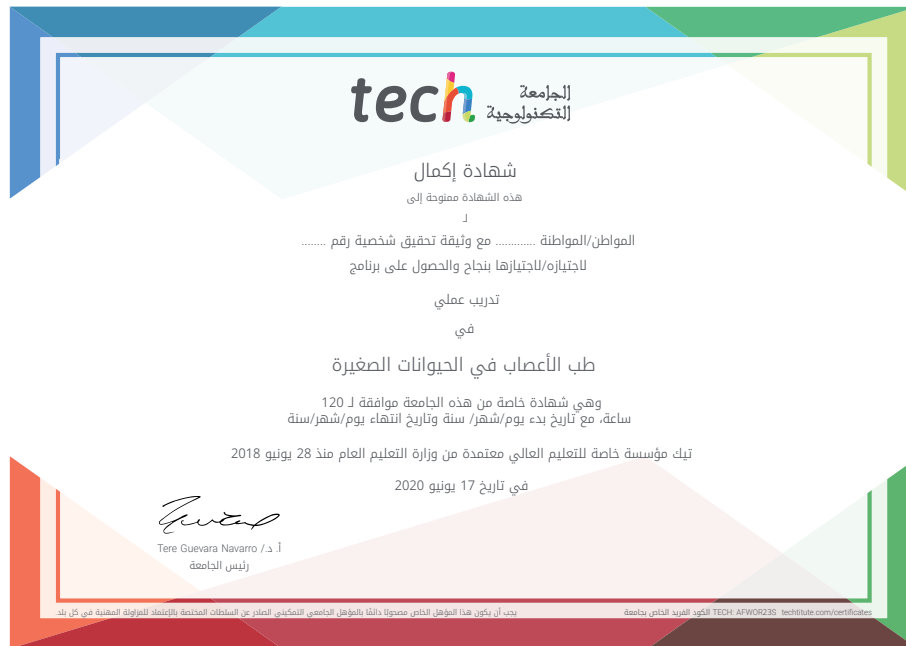 tech الجامعة
التكنولوجية
شهادة إكمال
هذه الشهادة ممنوحة إلى
لـ
المواطن/المواطنة ............ مع وثيقة تحقيق شخصية رقم ........
لاجتيازه/لاجتيازها بنجاح والحصول على برنامج
تدريب عملي
في
طب الأعصاب في الحيوانات الصغيرة
وهي شهادة خاصة من هذه الجامعة موافقة لـ 120
ساعة، مع تاريخ بدء يوم/شهر/ سنة وتاريخ انتهاء يوم/شهر/سنة
تيك مؤسسة خاصة للتعليم العالي معتمدة من وزارة التعليم العام منذ 28 يونيو 2018
في تاريخ 17 يونيو 2020
أ. د./ Tere Guevara Navarro
رئيس الجامعة
يجب أن يكون هذا المؤهل الخاص مصحوبًا دائمًا بالمؤهل الجامعي التمكيني الصادر عن السلطات المختصة بالإعتماد للمزاولة المهنية في كل بلد.
الكود الفريد الخاص بجامعة TECH: AFWOR23S techtitute.com/certificates